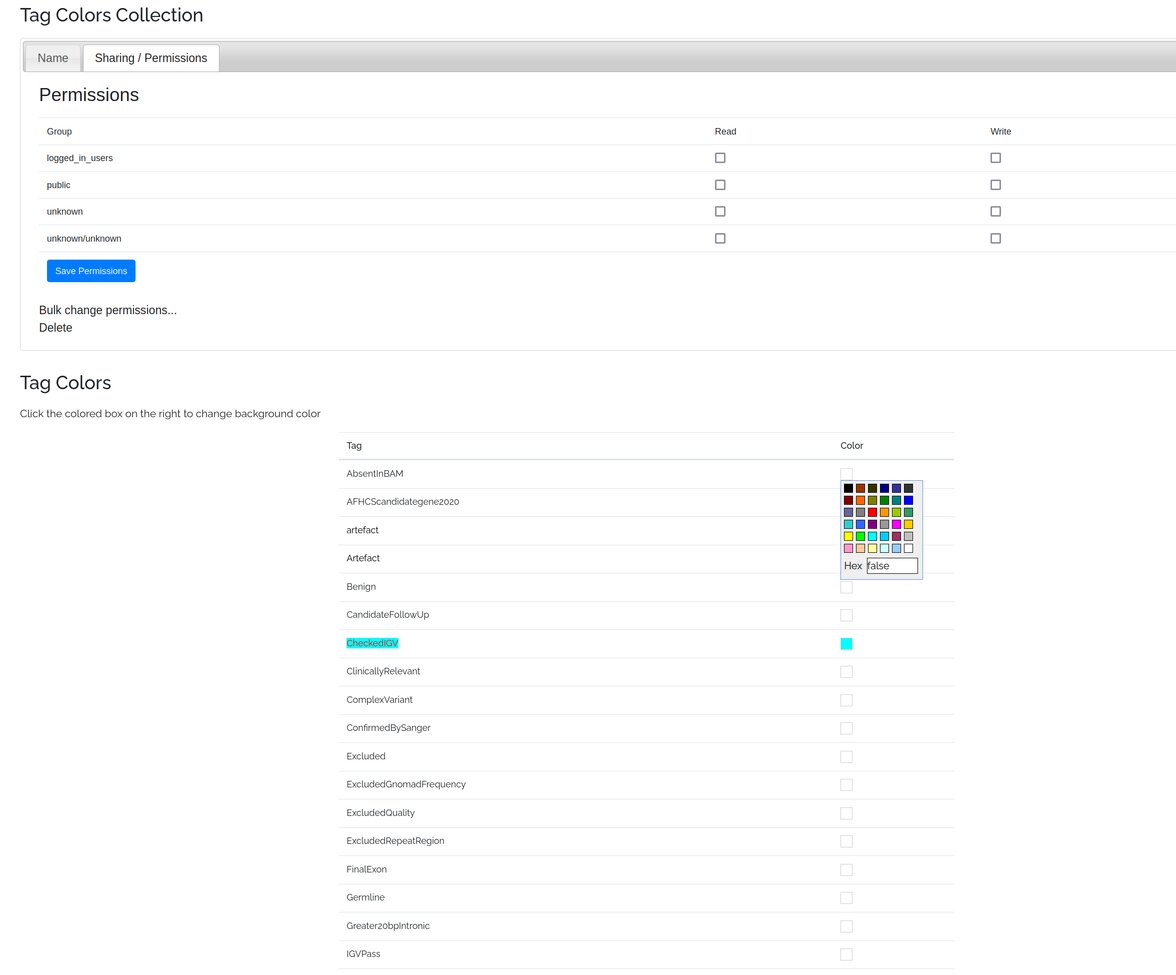 Tag Colors Collection
Name Sharing / Permissions
Permissions
Group Read Write
logged_in_users
public
unknown
unknown/unknown
Save Permissions
Bulk change permissions...
Delete
Tag Colors
Click the colored box on the right to change background color
Tag Color
AbsentInBAM
AFHCScandidategene2020
artefact
Artefact
Hex false
Benign
CandidateFollowUp
CheckedIGV
ClinicallyRelevant
ComplexVariant
ConfirmedBySanger
Excluded
ExcludedGnomadFrequency
ExcludedQuality
ExcludedRepeatRegion
FinalExon
Germline
Greater20bpIntronic
IGVPass